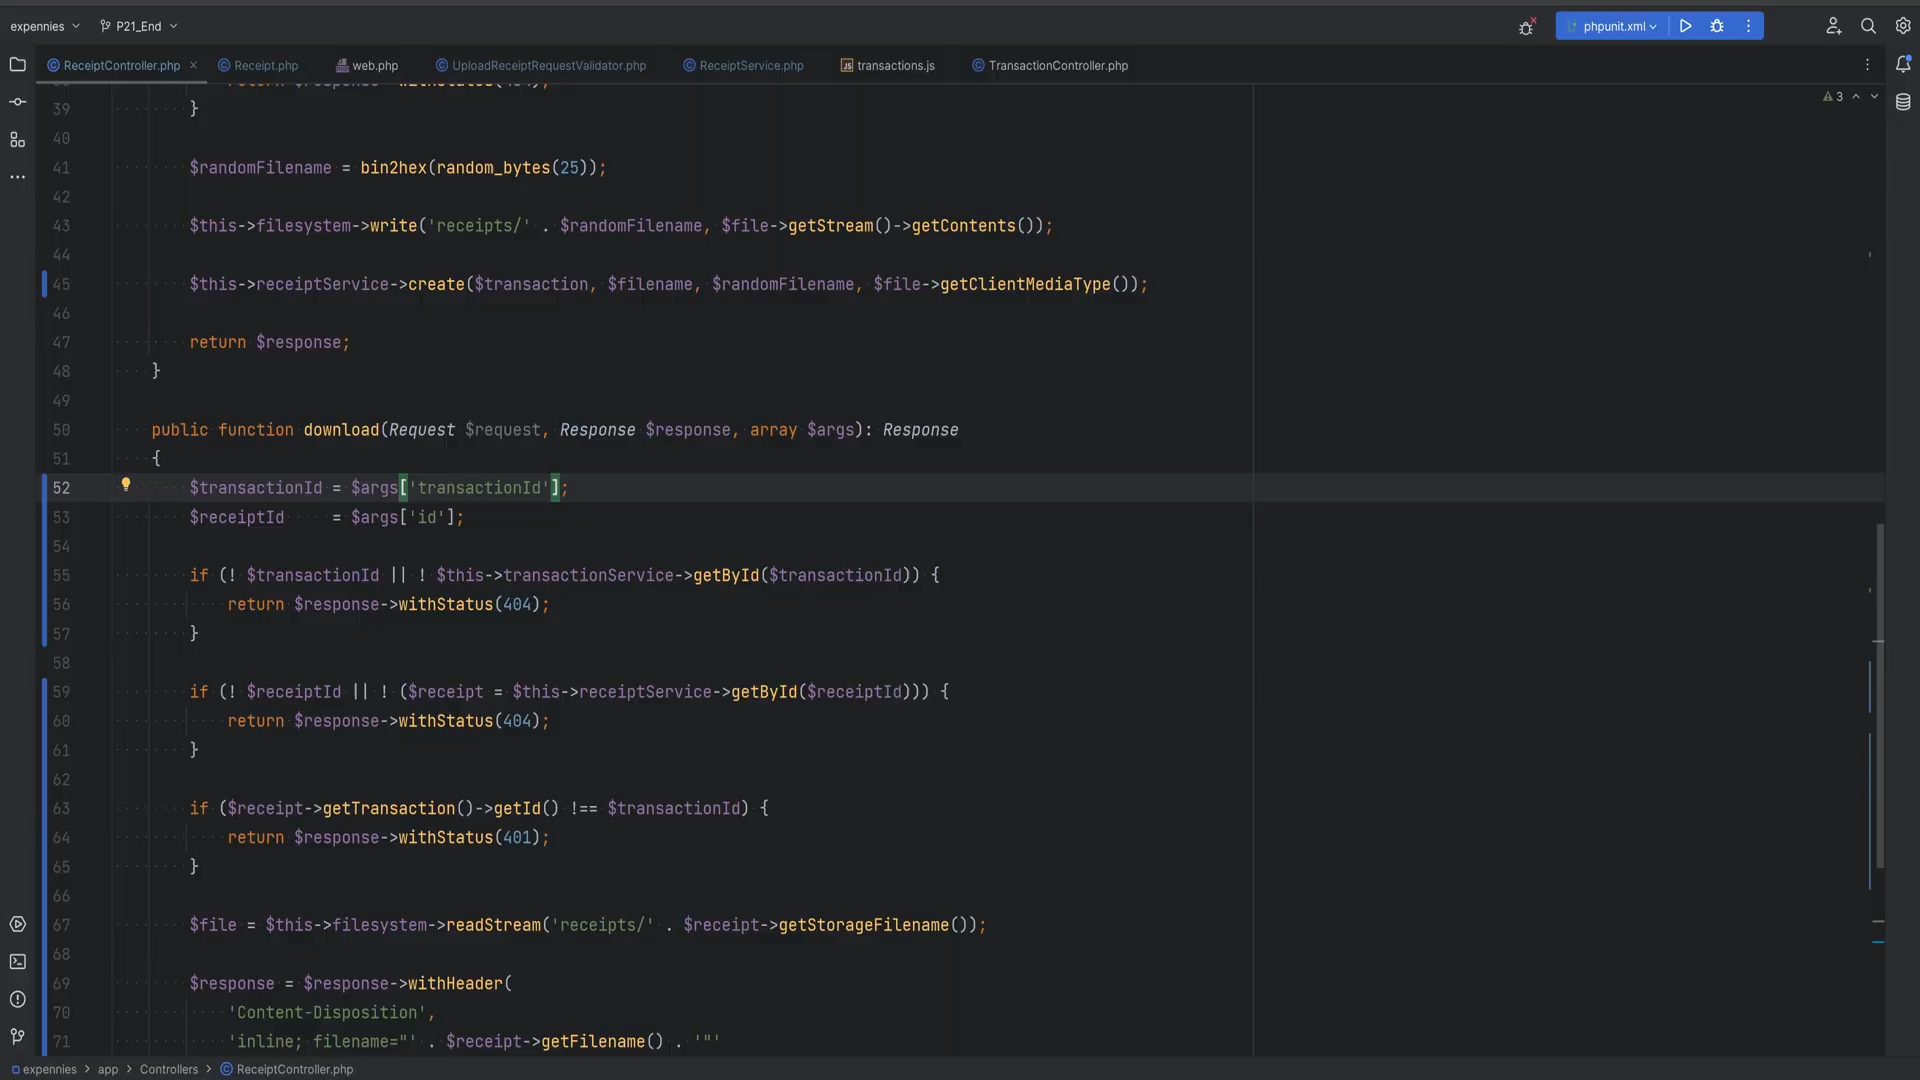 expennies
P21_End
phpunit.xml
ReceiptController.php
Receipt.php
web.php
UploadReceiptRequestValidator.php
ReceiptService.php
transactions.js
TransactionController.php
3
39 }
40
41 $randomFilename = bin2hex(random_bytes(25));
42
43 $this->filesystem->write('receipts/' . $randomFilename, $file->getStream()->getContents());
44
45 $this->receiptService->create($transaction, $filename, $randomFilename, $file->getClientMediaType());
46
47 return $response;
48 }
49
50 public function download(Request $request, Response $response, array $args): Response
51 {
52 $transactionId = $args['transactionId'];
53 $receiptId = $args['id'];
54
55 if (! $transactionId || ! $this->transactionService->getById($transactionId)) {
56 return $response->withStatus(404);
57 }
58
59 if (! $receiptId || ! ($receipt = $this->receiptService->getById($receiptId))) {
60 return $response->withStatus(404);
61 }
62
63 if ($receipt->getTransaction()->getId() !== $transactionId) {
64 return $response->withStatus(401);
65 }
66
67 $file = $this->filesystem->readStream('receipts/' . $receipt->getStorageFilename());
68
69 $response = $response->withHeader(
70 'Content-Disposition',
71 'inline; filename="' . $receipt->getFilename() . '"'
expennies > app > Controllers > ReceiptController.php